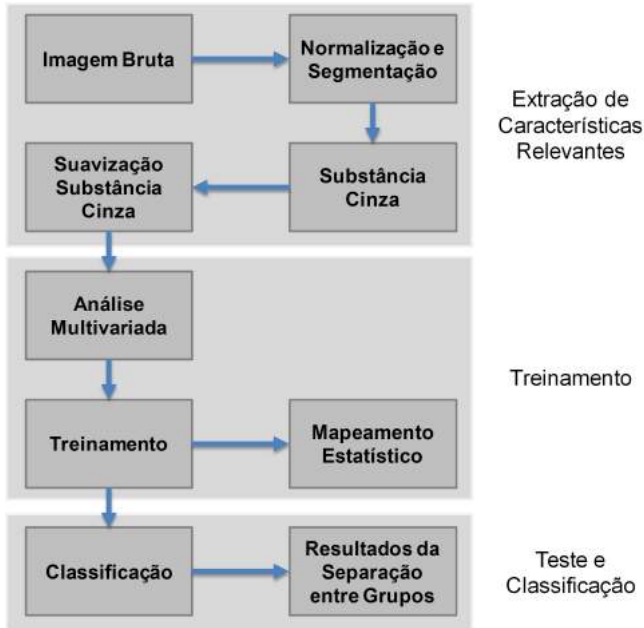 Imagem Bruta
Normalização e
Segmentação
Extração de
Características
Relevantes
Suavização
Substância
Cinza
Substância
Cinza
Análise
Multivariada
Treinamento
Treinamento
Mapeamento
Estatístico
Classificação
Resultados da
Separação
entre Grupos
Teste e
Classificação